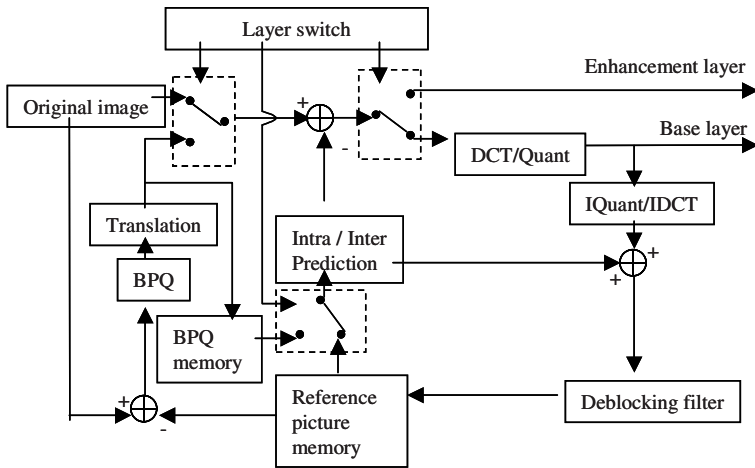 Layer switch
Enhancement layer
Original image
+
-
Base layer
DCT/Quant
IQuant/IDCT
Translation
Intra / Inter
Prediction
+
+
BPQ
BPQ
memory
Reference
picture
memory
Deblocking filter
+
-